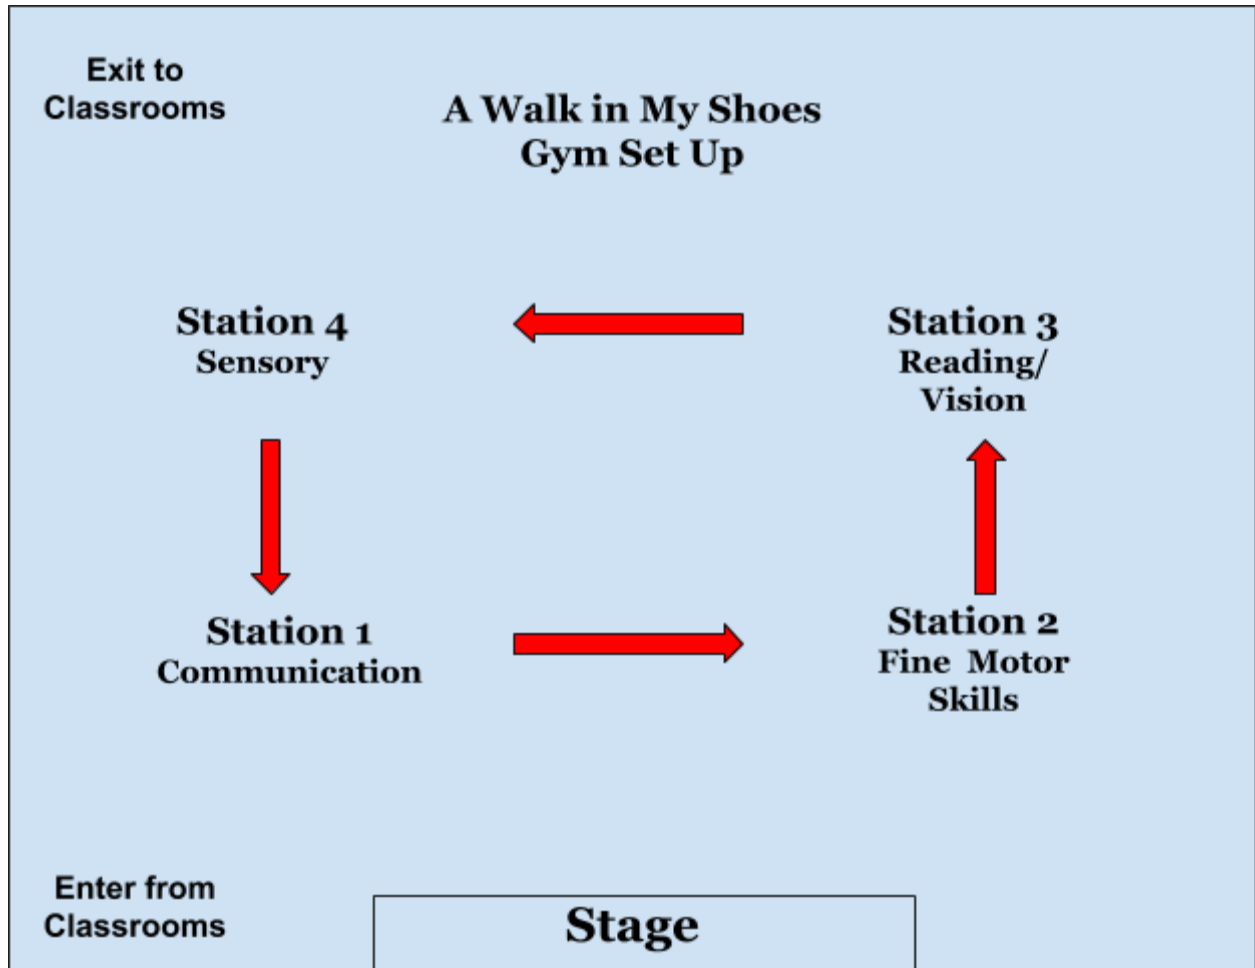 Exit to
Classrooms
A Walk in My Shoes
Gym Set Up
Station 4
Sensory
Station 3
Reading/
Vision
Station 1
Communication
Station 2
Fine  Motor
Skills
Enter from
Classrooms
Stage